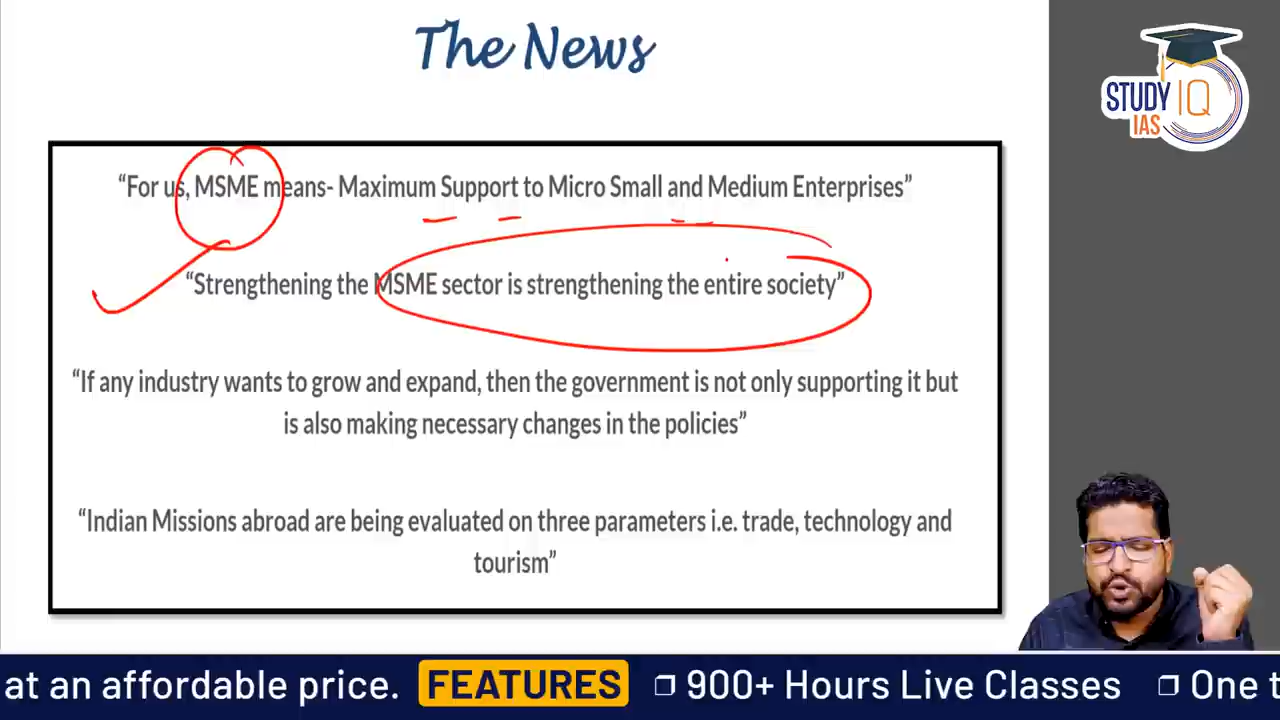 The News
STUDY IQ
IAS
“For us, MSME means- Maximum Support to Micro Small and Medium Enterprises”
“Strengthening the MSME sector is strengthening the entire society”
“If any industry wants to grow and expand, then the government is not only supporting it but
is also making necessary changes in the policies”
“Indian Missions abroad are being evaluated on three parameters i.e. trade, technology and
tourism”
at an affordable price. FEATURES ❐ 900+ Hours Live Classes ❐ One t